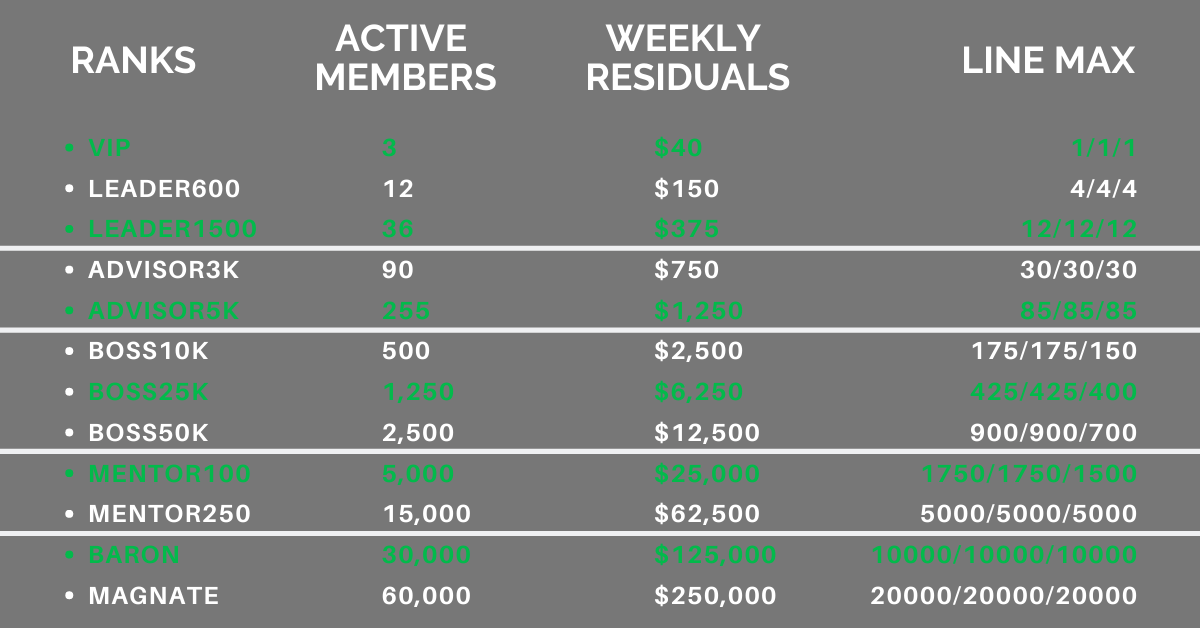 RANKS ACTIVE MEMBERS WEEKLY RESIDUALS LINE MAX
• VIP 3 $40 1/1/1
• LEADER600 12 $150 4/4/4
• LEADER1500 36 $375 12/12/12
• ADVISOR3K 90 $750 30/30/30
• ADVISOR5K 255 $1,250 85/85/85
• BOSS10K 500 $2,500 175/175/150
• BOSS25K 1,250 $6,250 425/425/400
• BOSS50K 2,500 $12,500 900/900/700
• MENTOR100 5,000 $25,000 1750/1750/1500
• MENTOR250 15,000 $62,500 5000/5000/5000
• BARON 30,000 $125,000 10000/10000/10000
• MAGNATE 60,000 $250,000 20000/20000/20000